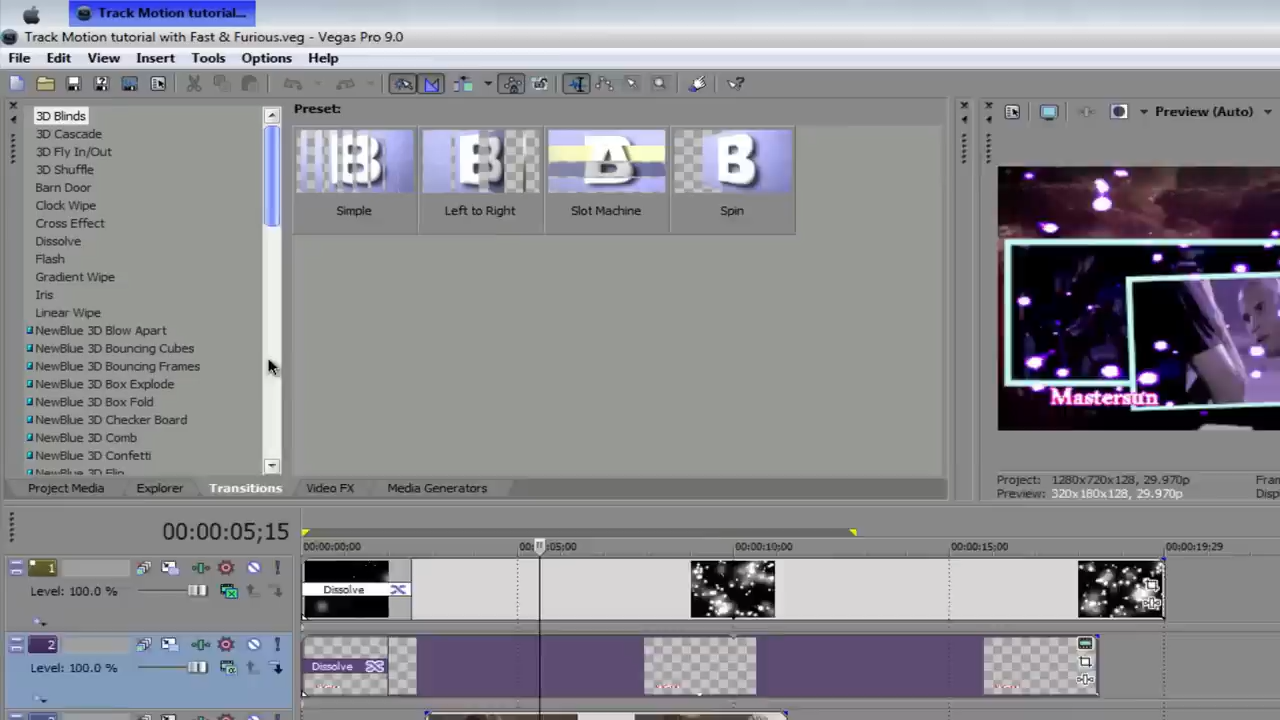 Track Motion tutorial...
Track Motion tutorial with Fast & Furious.veg - Vegas Pro 9.0
File Edit View Insert Tools Options Help
3D Blinds
3D Cascade
3D Fly In/Out
3D Shuffle
Barn Door
Clock Wipe
Cross Effect
Dissolve
Flash
Gradient Wipe
Iris
Linear Wipe
NewBlue 3D Blow Apart
NewBlue 3D Bouncing Cubes
NewBlue 3D Bouncing Frames
NewBlue 3D Box Explode
NewBlue 3D Box Fold
NewBlue 3D Checker Board
NewBlue 3D Comb
NewBlue 3D Confetti
NewBlue 3D Flip
Preset:
Simple Left to Right Slot Machine Spin
Preview (Auto)
Mastersun
Project: 1280x720x128, 29.970p
Preview: 320x180x128, 29.970p
Fran
Disp
Project Media Explorer Transitions Video FX Media Generators
00:00:05;15
00:00:00;00 00:00:10;00 00:00:15;00 00:00:19;29
1
Level: 100.0 %
Dissolve
2
Level: 100.0 %
Dissolve